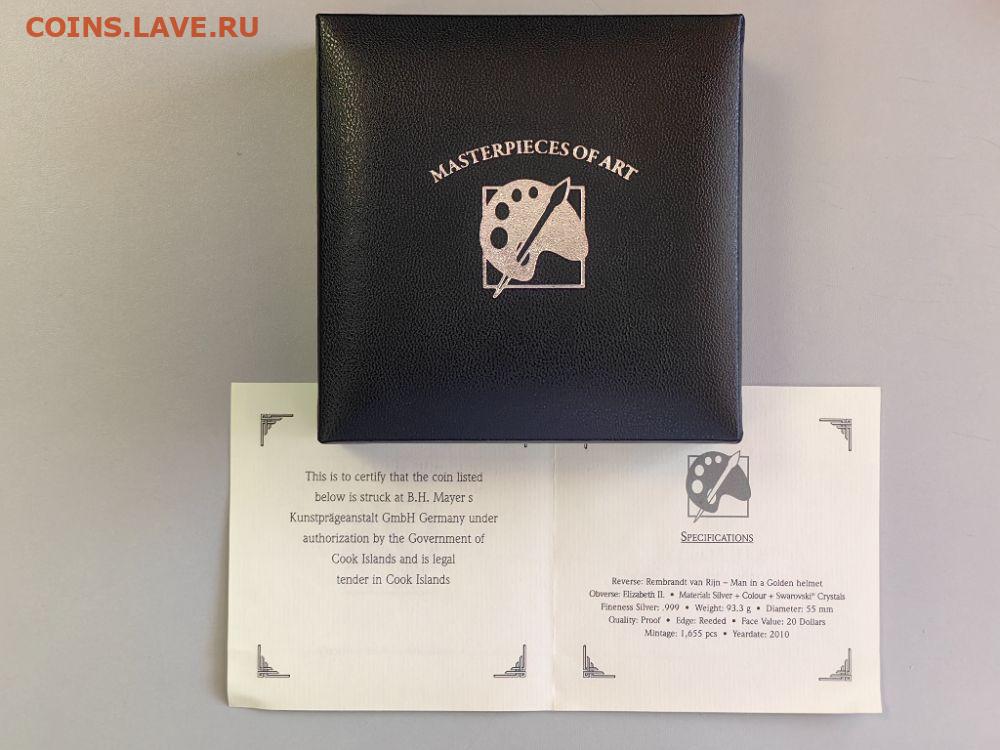 COINS.LAVE.RU
MASTERPIECES OF ART
This is to certify that the coin listed
below is struck at B.H. Mayer s
Kunstprägeanstalt GmbH Germany under
authorization by the Government of
Cook Islands and is legal
tender in Cook Islands
SPECIFICATIONS
Reverse: Rembrandt van Rijn – Man in a Golden helmet
Obverse: Elizabeth II. • Material: Silver + Colour + Swarovski® Crystals
Fineness Silver: .999 • Weight: 93.3 g • Diameter: 55 mm
Quality: Proof • Edge: Reeded • Face Value: 20 Dollars
Mintage: 1,655 pcs • Yeardate: 2010